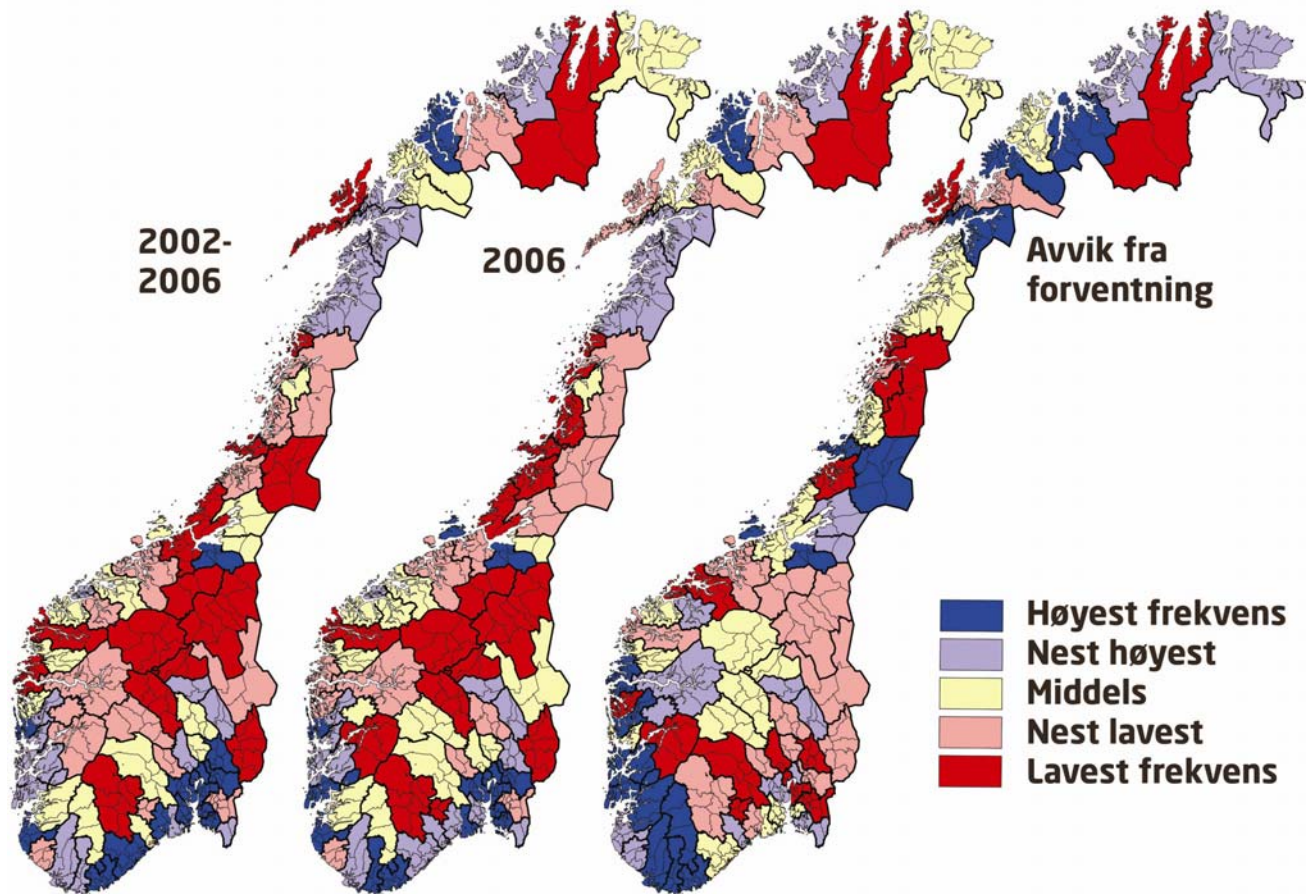 2002-
2006
2006
Avvik fra
forventning
Høyest frekvens
Nest høyest
Middels
Nest lavest
Lavest frekvens